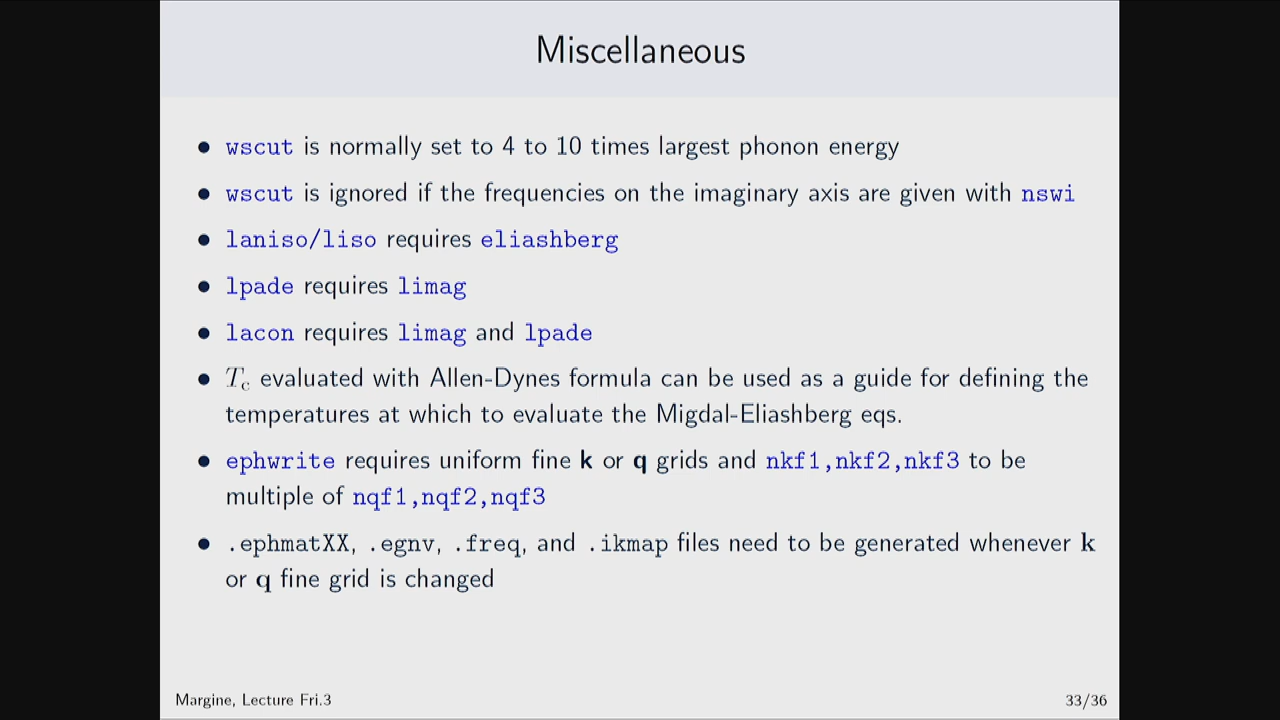 Miscellaneous
• wscut is normally set to 4 to 10 times largest phonon energy
• wscut is ignored if the frequencies on the imaginary axis are given with nswi
• laniso/liso requires eliashberg
• lpade requires limag
• lacon requires limag and lpade
• Tc evaluated with Allen-Dynes formula can be used as a guide for defining the
temperatures at which to evaluate the Migdal-Eliashberg eqs.
• ephwrite requires uniform fine k or q grids and nkf1,nkf2,nkf3 to be
multiple of nqf1,nqf2,nqf3
• .ephmatXX, .egnv, .freq, and .ikmap files need to be generated whenever k
or q fine grid is changed
Margine, Lecture Fri.3
33/36